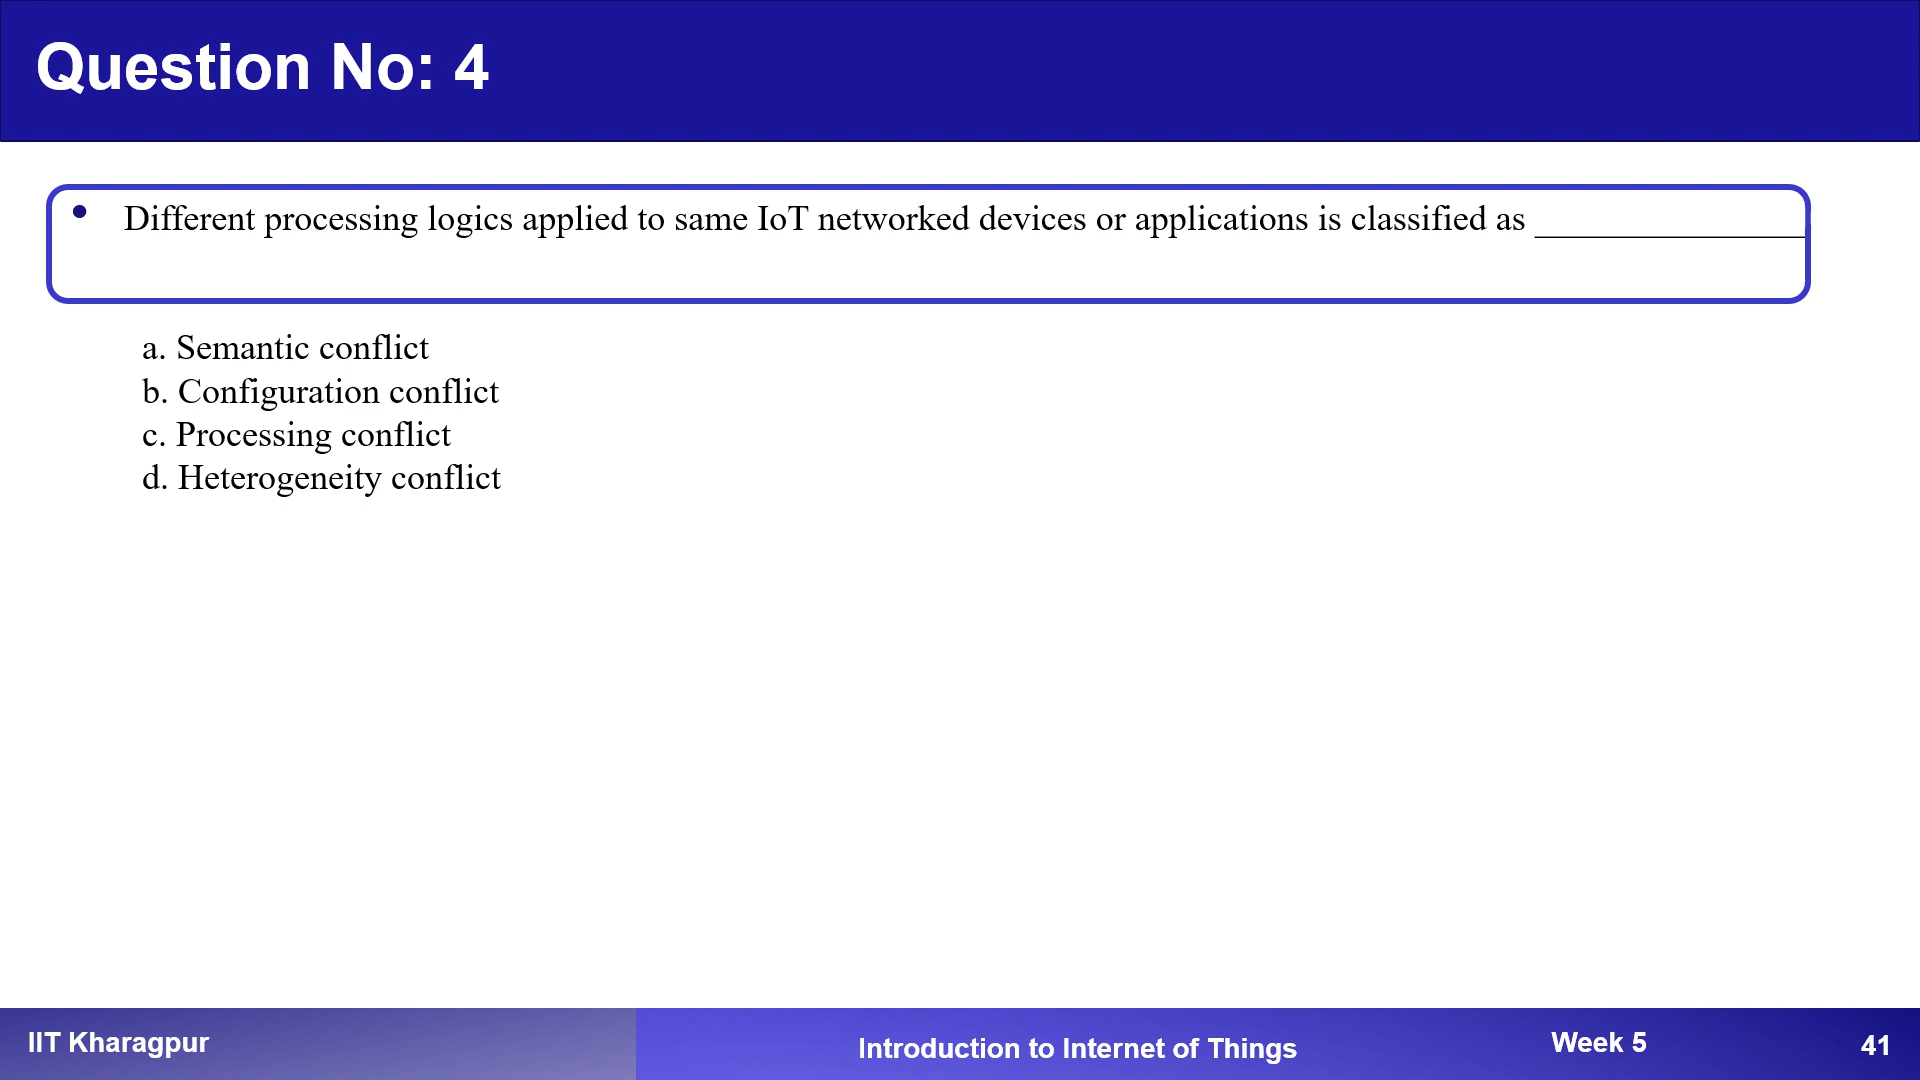 Question No: 4
• Different processing logics applied to same IoT networked devices or applications is classified as _______________
a. Semantic conflict
b. Configuration conflict
c. Processing conflict
d. Heterogeneity conflict
IIT Kharagpur
Introduction to Internet of Things
Week 5
41